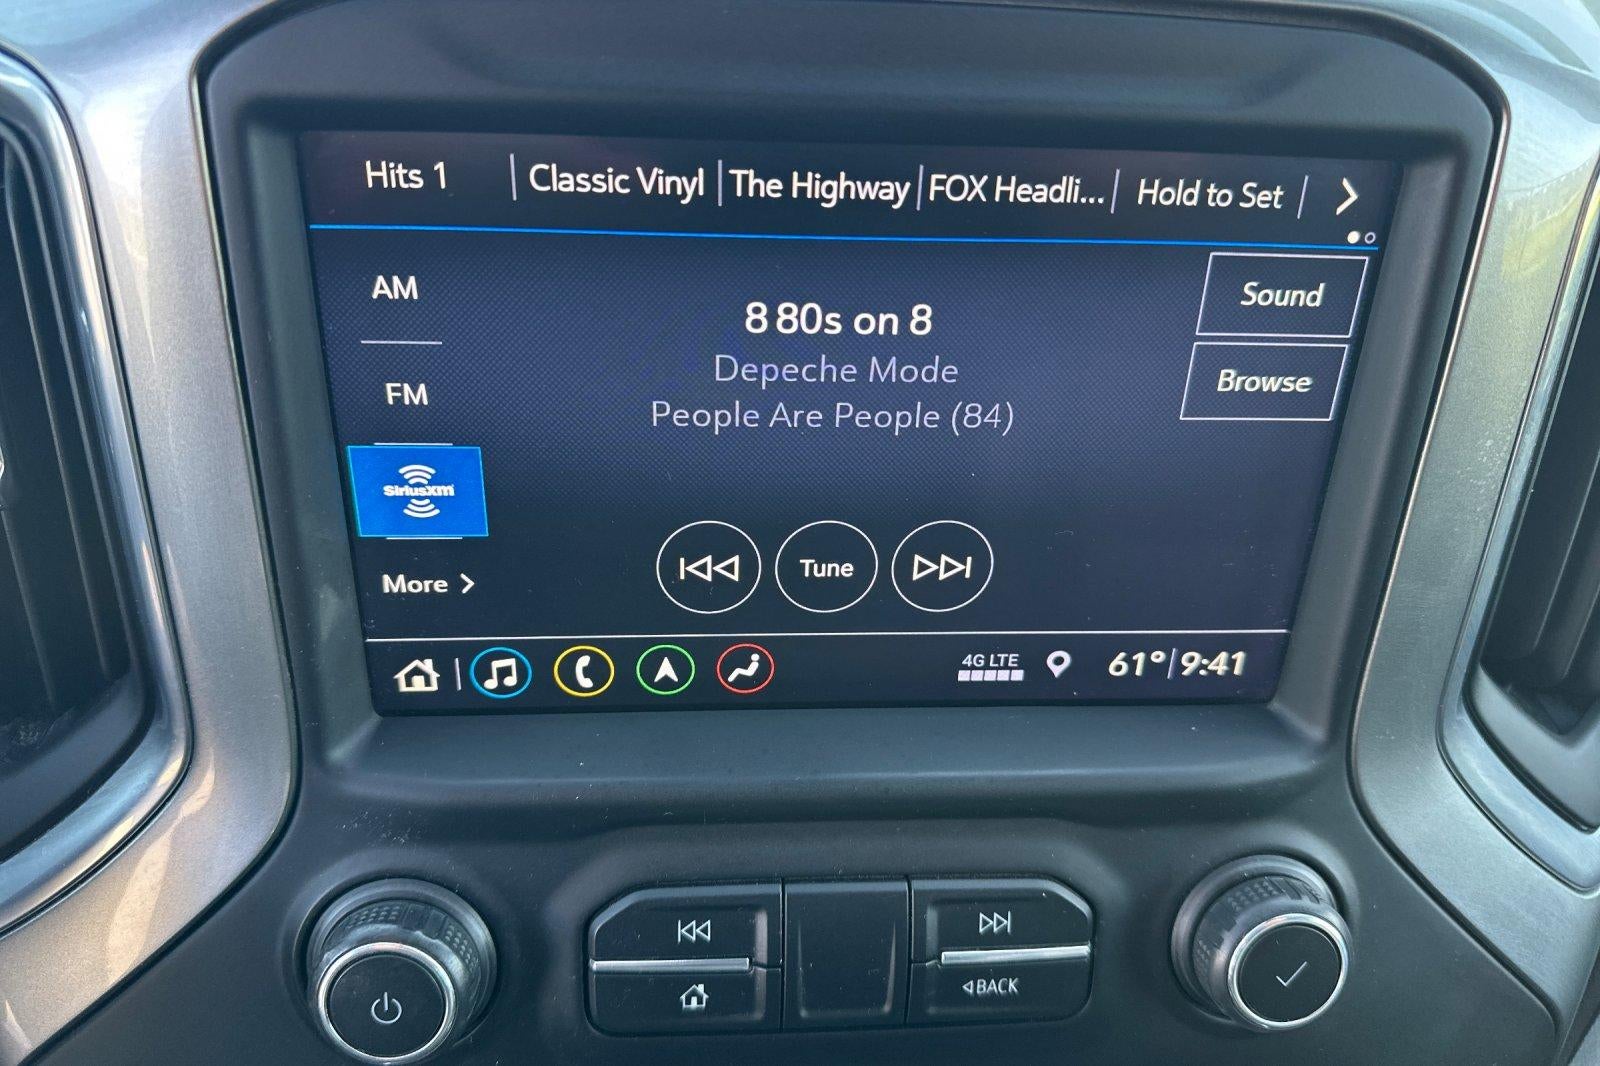 Hits 1 | Classic Vinyl | The Highway | FOX Headli... | Hold to Set |
AM
FM
SiriusXM
More
8 80s on 8
Depeche Mode
People Are People (84)
Sound
Browse
Tune
4G LTE
61° | 9:41
BACK